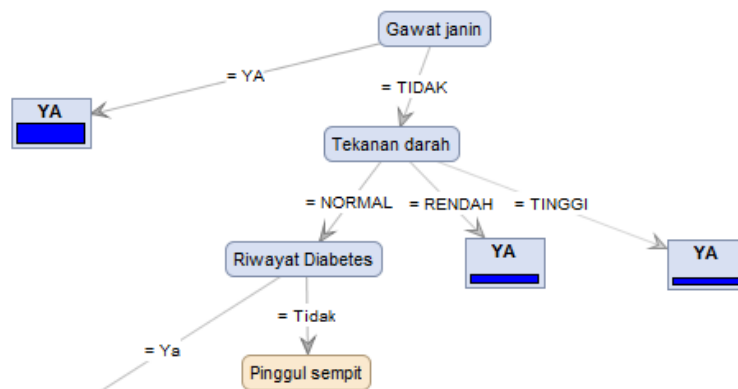 Gawat janin
= YA
= TIDAK
YA
Tekanan darah
= NORMAL
= RENDAH
= TINGGI
Riwayat Diabetes
YA
YA
= Tidak
= Ya
Pinggul sempit